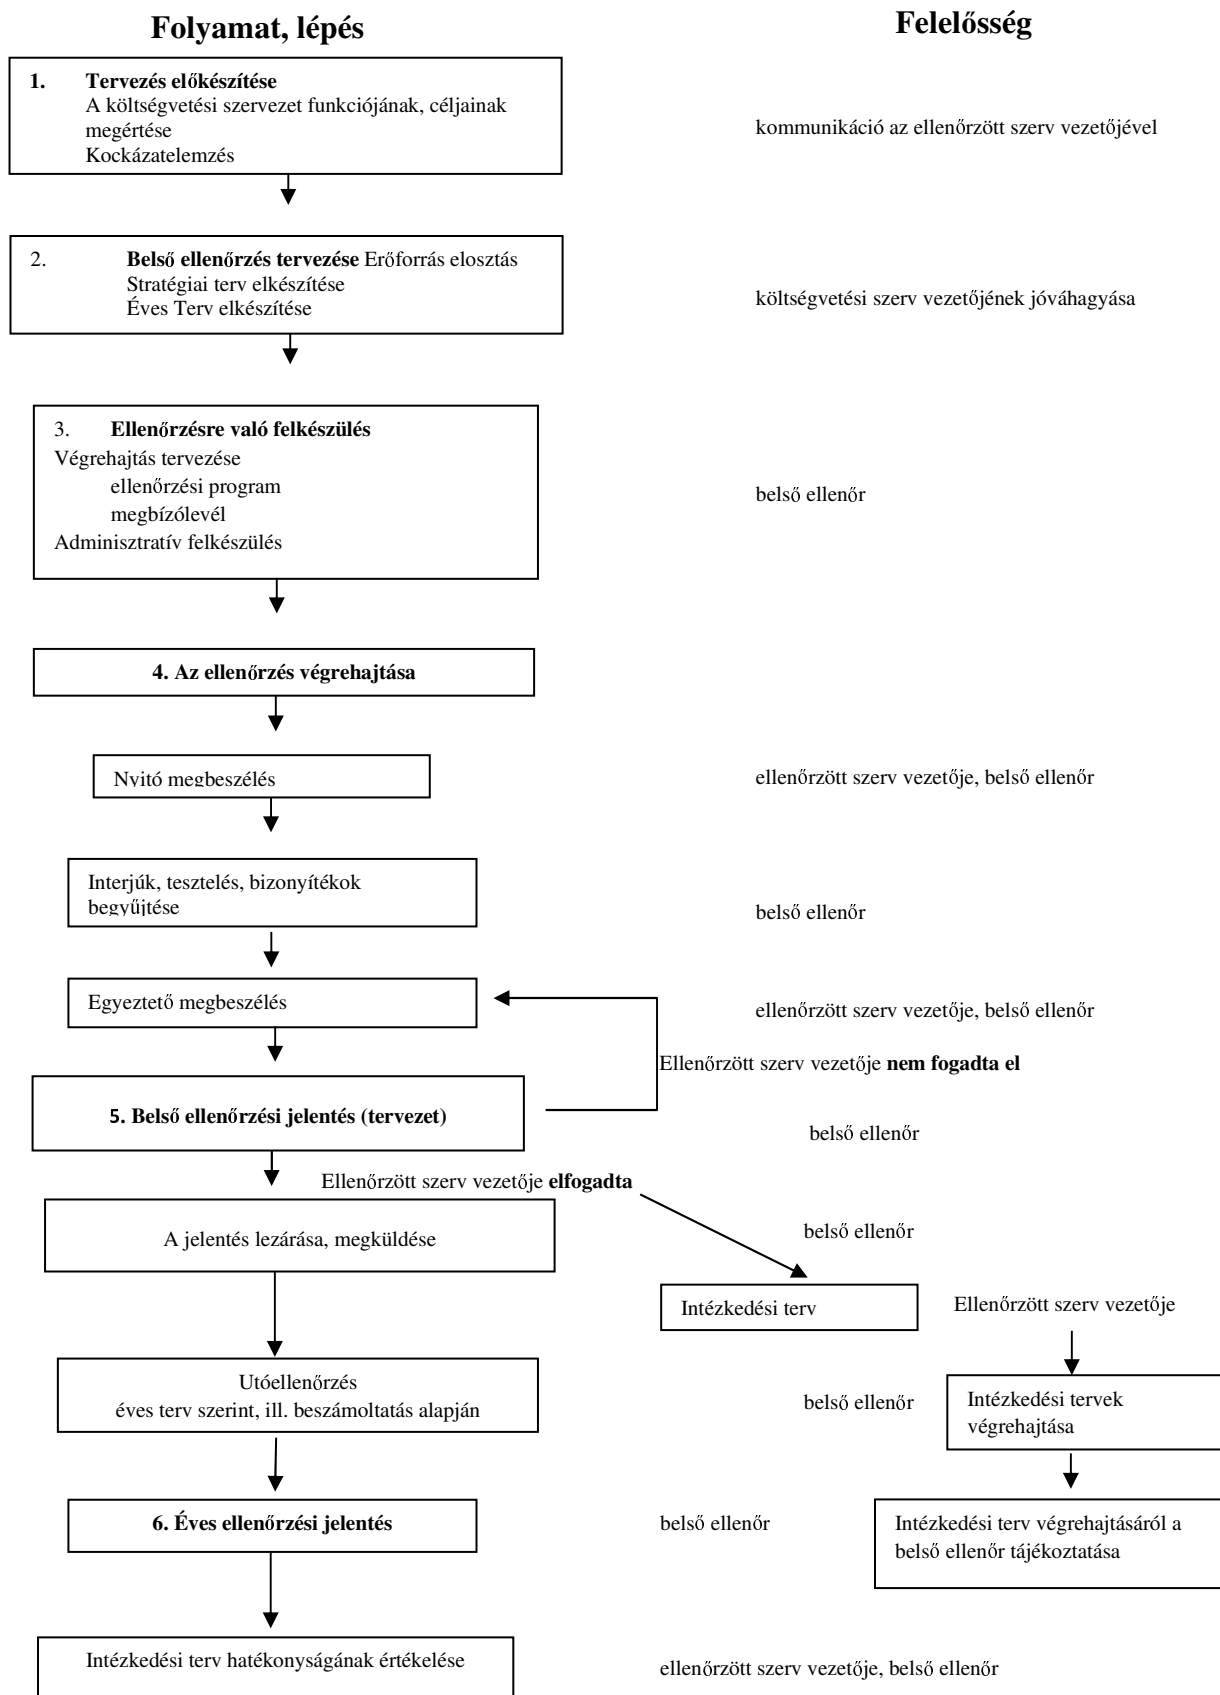 Folyamat, lépés
Felelősség
1. Tervezés előkészítése
A költségvetési szervezet funkciójának, céljainak
megértése
Kockázatelemzés
kommunikáció az ellenőrzött szerv vezetőjével
2. Belső ellenőrzés tervezése Erőforrás elosztás
Stratégiai terv elkészítése
Éves Terv elkészítése
költségvetési szerv vezetőjének jóváhagyása
3. Ellenőrzésre való felkészülés
Végrehajtás tervezése
ellenőrzési program
megbízólevél
Adminisztratív felkészülés
belső ellenőr
4. Az ellenőrzés végrehajtása
Nyitó megbeszélés
ellenőrzött szerv vezetője, belső ellenőr
Interjúk, tesztelés, bizonyítékok
begyűjtése
belső ellenőr
Egyeztető megbeszélés
ellenőrzött szerv vezetője, belső ellenőr
Ellenőrzött szerv vezetője nem fogadta el
5. Belső ellenőrzési jelentés (tervezet)
belső ellenőr
Ellenőrzött szerv vezetője elfogadta
A jelentés lezárása, megküldése
belső ellenőr
Intézkedési terv
Ellenőrzött szerv vezetője
Utóellenőrzés
éves terv szerint, ill. beszámoltatás alapján
belső ellenőr
Intézkedési tervek
végrehajtása
6. Éves ellenőrzési jelentés
belső ellenőr
Intézkedési terv végrehajtásáról a
belső ellenőr tájékoztatása
Intézkedési terv hatékonyságának értékelése
ellenőrzött szerv vezetője, belső ellenőr